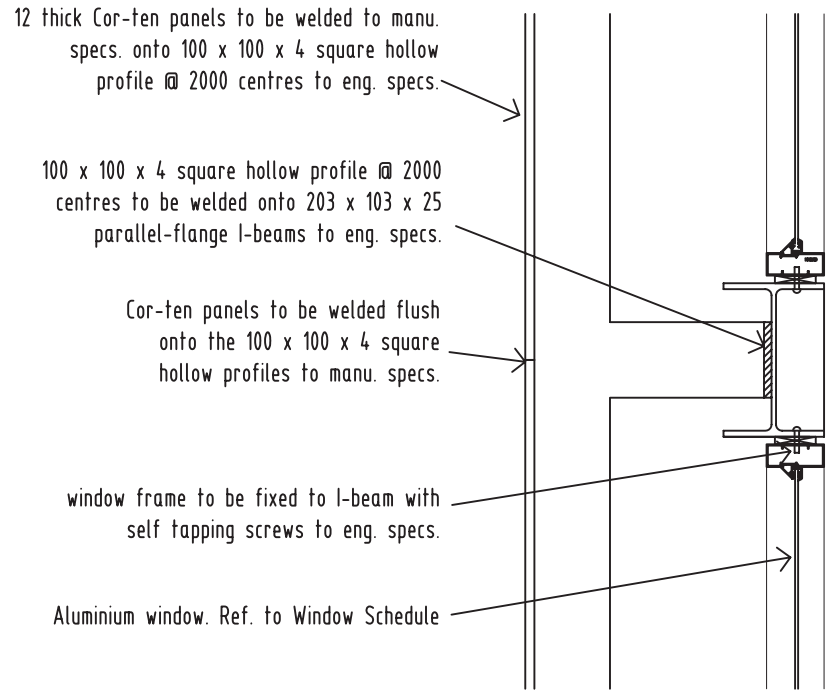 12 thick Cor-ten panels to be welded to manu.
specs. onto 100 x 100 x 4 square hollow
profile @ 2000 centres to eng. specs.
100 x 100 x 4 square hollow profile @ 2000
centres to be welded onto 203 x 103 x 25
parallel-flange I-beams to eng. specs.
Cor-ten panels to be welded flush
onto the 100 x 100 x 4 square
hollow profiles to manu. specs.
window frame to be fixed to I-beam with
self tapping screws to eng. specs.
Aluminium window. Ref. to Window Schedule